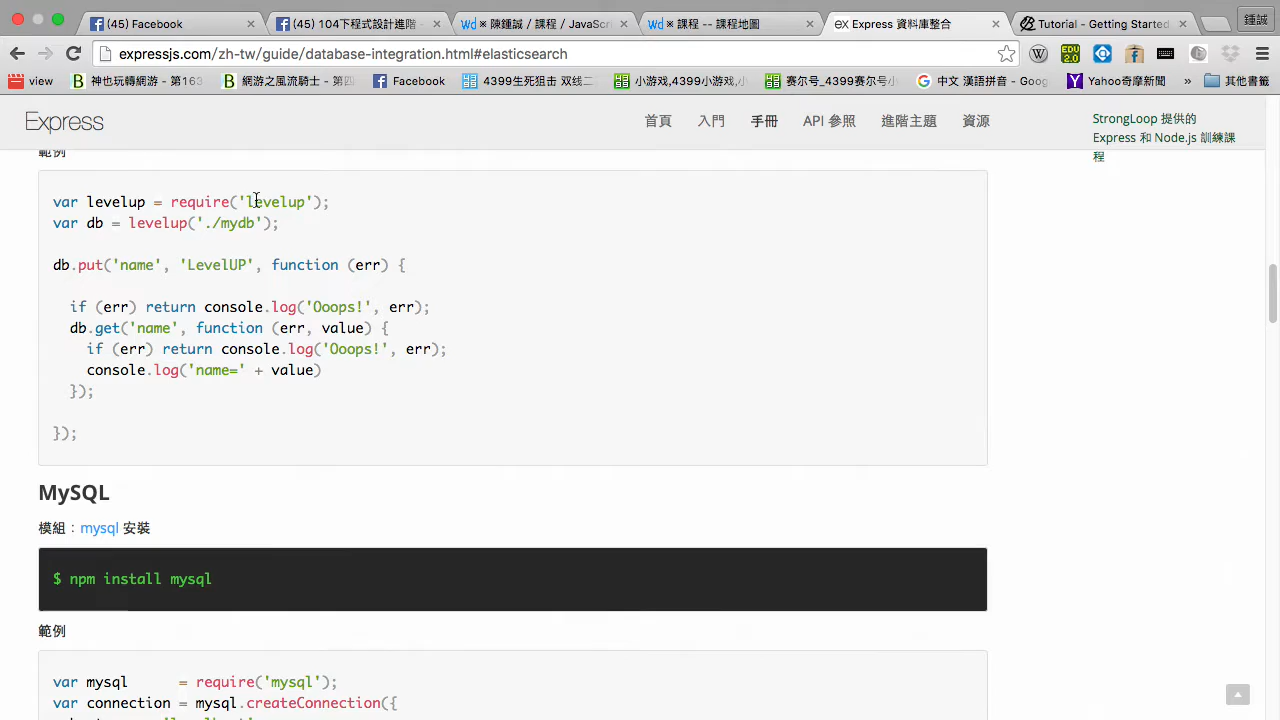 (45) Facebook
(45) 104下程式設計進階
※ 陳鍾誠 / 課程 / JavaScri
※ 課程 -- 課程地圖
Express 資料庫整合
Tutorial - Getting Started
鍾誠
expressjs.com/zh-tw/guide/database-integration.html#elasticsearch
view
神也玩轉網游 - 第163
網游之風流騎士 - 第四
Facebook
4399生死狙击 双线二
小游戏,4399小游戏,小
赛尔号_4399赛尔号小
中文 漢語拼音 - Goog
Yahoo奇摩新聞
»
其他書籤
Express
首頁
入門
手冊
API 參照
進階主題
資源
StrongLoop 提供的
Express 和 Node.js 訓練課
程
範例
var levelup = require('levelup');
var db = levelup('./mydb');
db.put('name', 'LevelUP', function (err) {
if (err) return console.log('Ooops!', err);
db.get('name', function (err, value) {
if (err) return console.log('Ooops!', err);
console.log('name=' + value)
});
});
MySQL
模組：mysql 安裝
$ npm install mysql
範例
var mysql      = require('mysql');
var connection = mysql.createConnection({